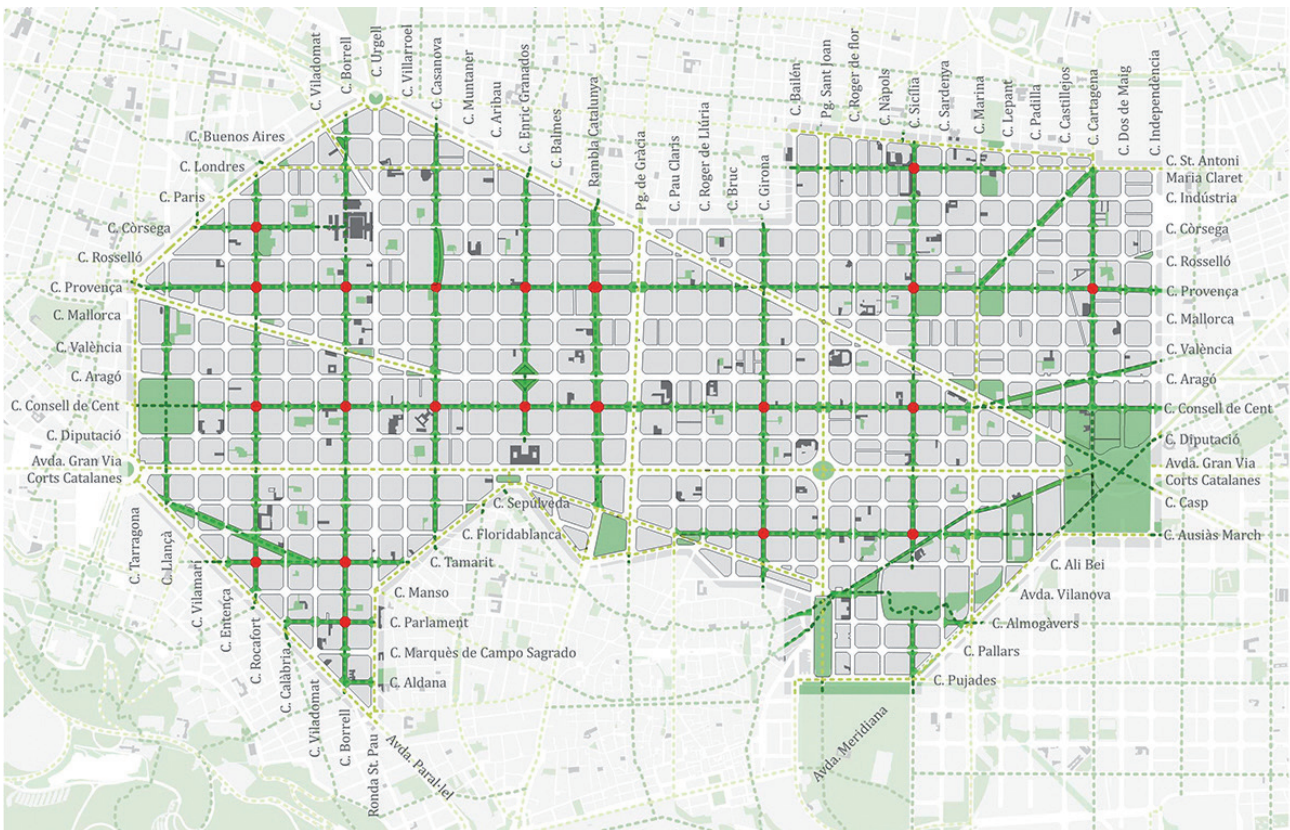 C. Viladomat
C. Borrell
C. Urgell
C. Villarroel
C. Casanova
C. Muntaner
C. Aribau
C. Enric Granados
C. Balmes
Rambla Catalunya
Pg. de Gràcia
C. Pau Claris
C. Roger de Llúria
C. Bruc
C. Girona
C. Bailén
Pg. Sant Joan
C. Roger de flor
C. Nàpols
C. Sicília
C. Sardenya
C. Marina
C. Lepant
C. Padilla
C. Castillejos
C. Cartagena
C. Dos de Maig
C. Independència
C. Buenos Aires
C. Londres
C. Paris
C. Còrsega
C. Rosselló
C. Provença
C. Mallorca
C. València
C. Aragó
C. Consell de Cent
C. Diputació
Avda. Gran Via
Corts Catalanes
C. St. Antoni
Maria Claret
C. Indústria
C. Còrsega
C. Rosselló
C. Provença
C. Mallorca
C. València
C. Aragó
C. Consell de Cent
C. Diputació
Avda. Gran Via
Corts Catalanes
C. Casp
C. Ausiàs March
C. Ali Bei
Avda. Vilanova
C. Almogàvers
C. Pallars
C. Pujades
Avda. Meridiana
C. Sepúlveda
C. Floridablanca
C. Tamarit
C. Manso
C. Parlament
C. Marquès de Campo Sagrado
C. Aldana
C. Tarragona
C. Llançà
C. Vilamarí
C. Entença
C. Rocafort
C. Calàbria
C. Viladomat
C. Borrell
Ronda St. Pau
Avda. Paral·lel